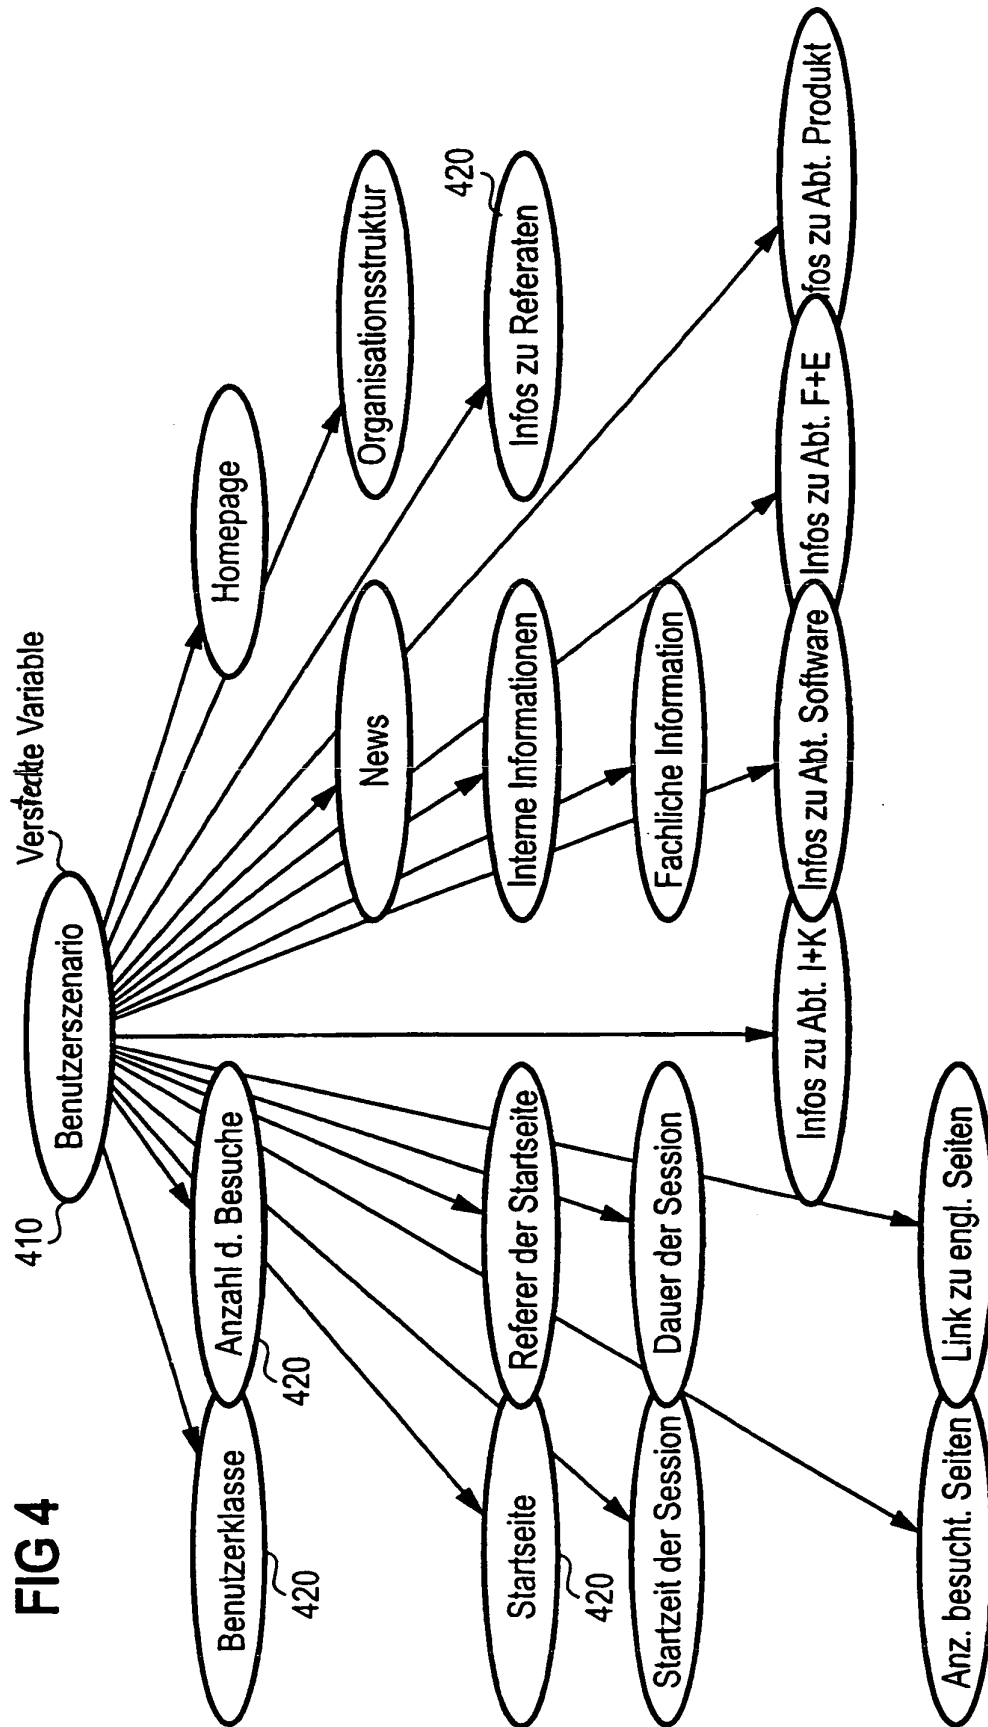 FIG 4
410
Versteckte Variable
Benutzerszenario
Benutzerklasse
420
Anzahl d. Besuche
420
Homepage
News
Organisationsstruktur
Startseite
420
Referer der Startseite
Interne Informationen
Infos zu Referaten
420
Startzeit der Session
Dauer der Session
Fachliche Information
Infos zu Abt. I+K
Infos zu Abt. Software
Infos zu Abt. F+E
Infos zu Abt. Produkt
Anz. besucht. Seiten
Link zu engl. Seiten